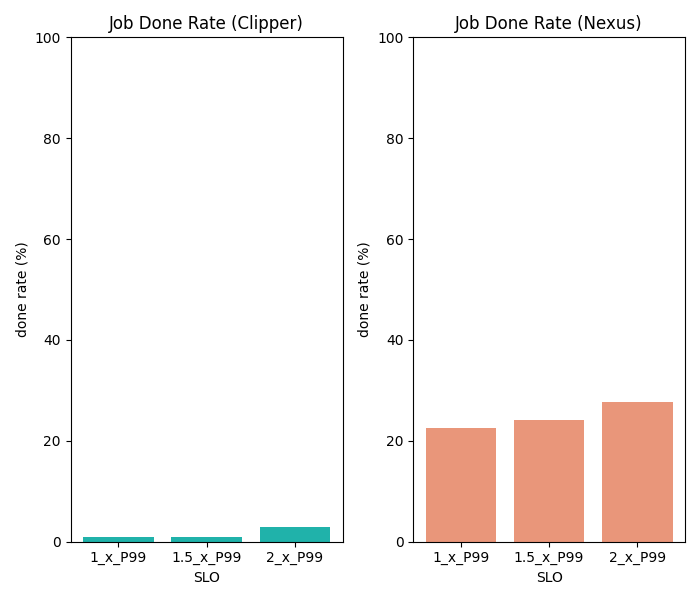 Job Done Rate (Clipper)
100
80
60
40
20
0
done rate (%)
1_x_P99 1.5_x_P99 2_x_P99
SLO
Job Done Rate (Nexus)
100
80
60
40
20
0
done rate (%)
1_x_P99 1.5_x_P99 2_x_P99
SLO